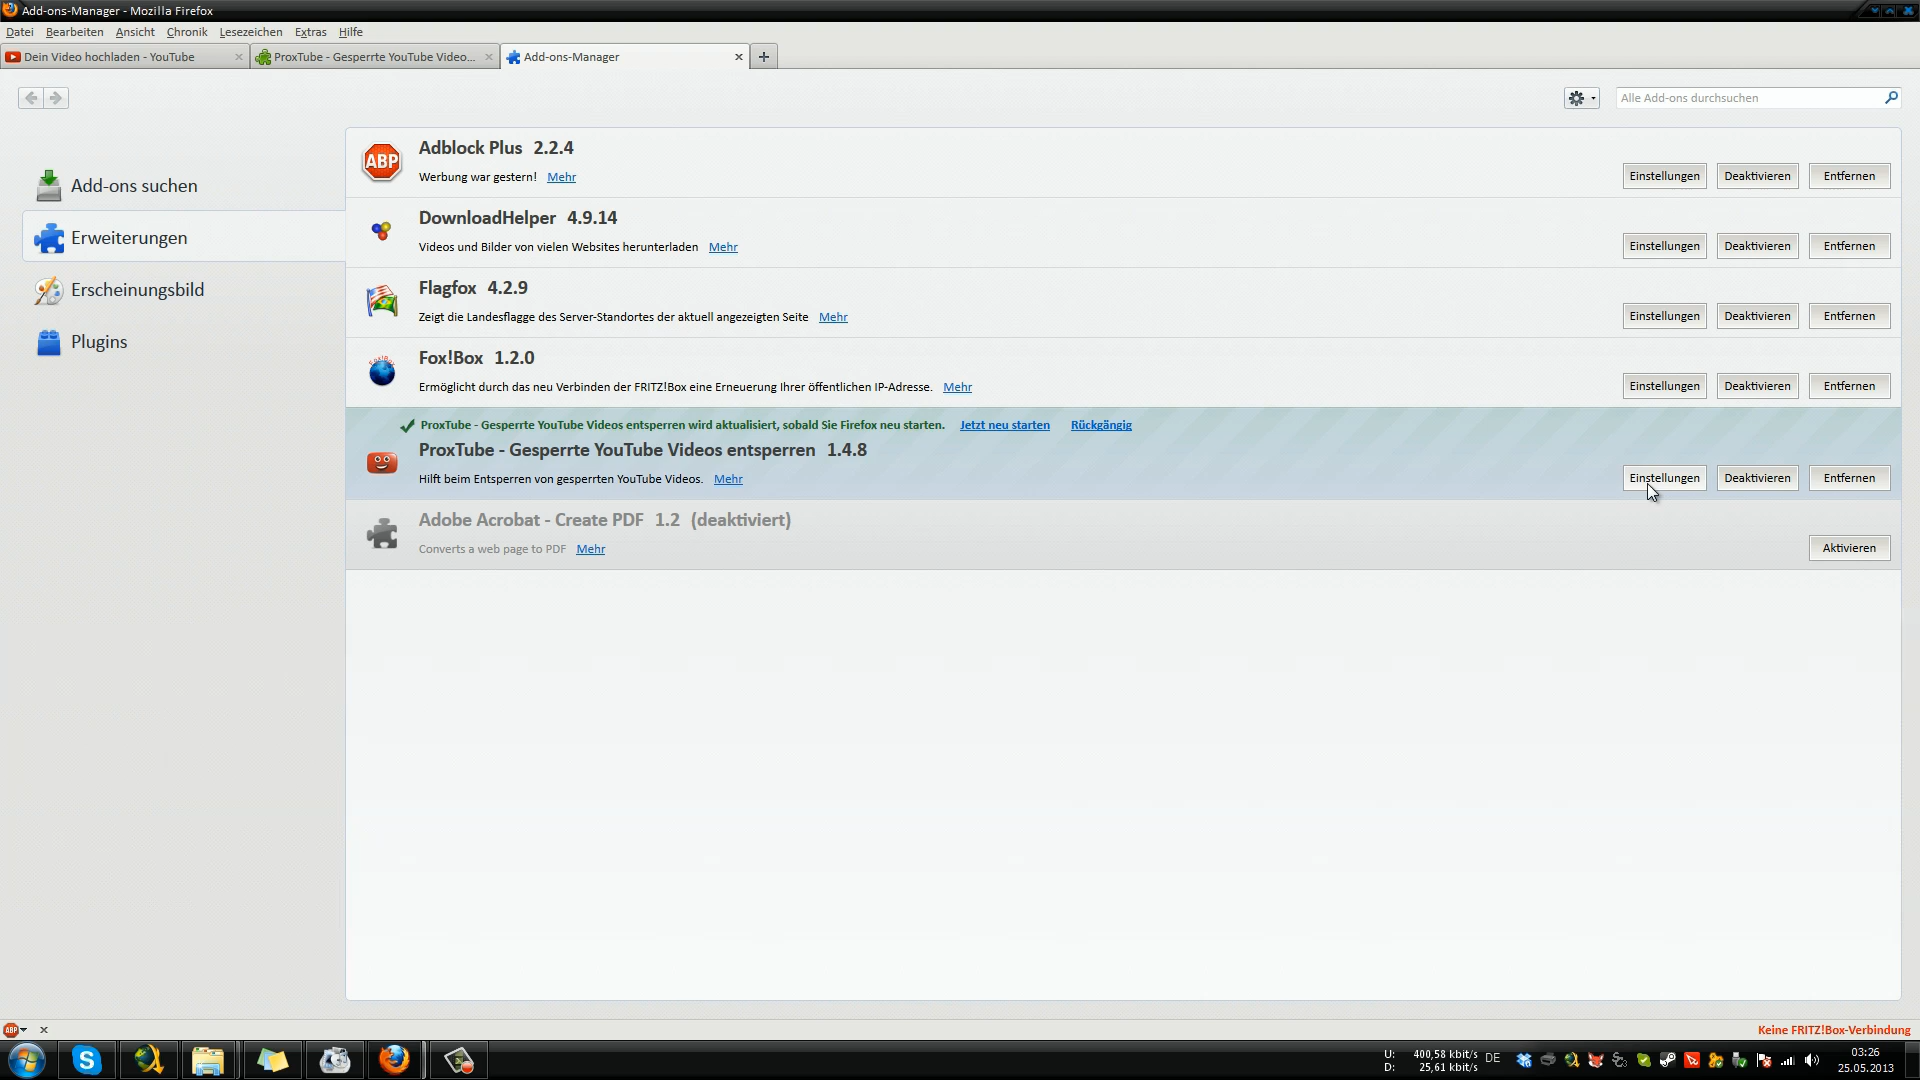 Add-ons-Manager - Mozilla Firefox
Datei Bearbeiten Ansicht Chronik Lesezeichen Extras Hilfe
Dein Video hochladen - YouTube ProxTube - Gesperrte YouTube Video... Add-ons-Manager
Alle Add-ons durchsuchen
Add-ons suchen
Erweiterungen
Erscheinungsbild
Plugins
ABP
Adblock Plus 2.2.4
Werbung war gestern! Mehr
Einstellungen Deaktivieren Entfernen
DownloadHelper 4.9.14
Videos und Bilder von vielen Websites herunterladen Mehr
Einstellungen Deaktivieren Entfernen
Flagfox 4.2.9
Zeigt die Landesflagge des Server-Standortes der aktuell angezeigten Seite Mehr
Einstellungen Deaktivieren Entfernen
Fox!Box
Fox!Box 1.2.0
Ermöglicht durch das neu Verbinden der FRITZ!Box eine Erneuerung Ihrer öffentlichen IP-Adresse. Mehr
Einstellungen Deaktivieren Entfernen
ProxTube - Gesperrte YouTube Videos entsperren wird aktualisiert, sobald Sie Firefox neu starten. Jetzt neu starten Rückgängig
ProxTube - Gesperrte YouTube Videos entsperren 1.4.8
Hilft beim Entsperren von gesperrten YouTube Videos. Mehr
Einstellungen Deaktivieren Entfernen
Adobe Acrobat - Create PDF 1.2 (deaktiviert)
Converts a web page to PDF Mehr
Aktivieren
ABP
Keine FRITZ!Box-Verbindung
U: 400,58 kbit/s
D: 25,61 kbit/s
DE
03:26
25.05.2013